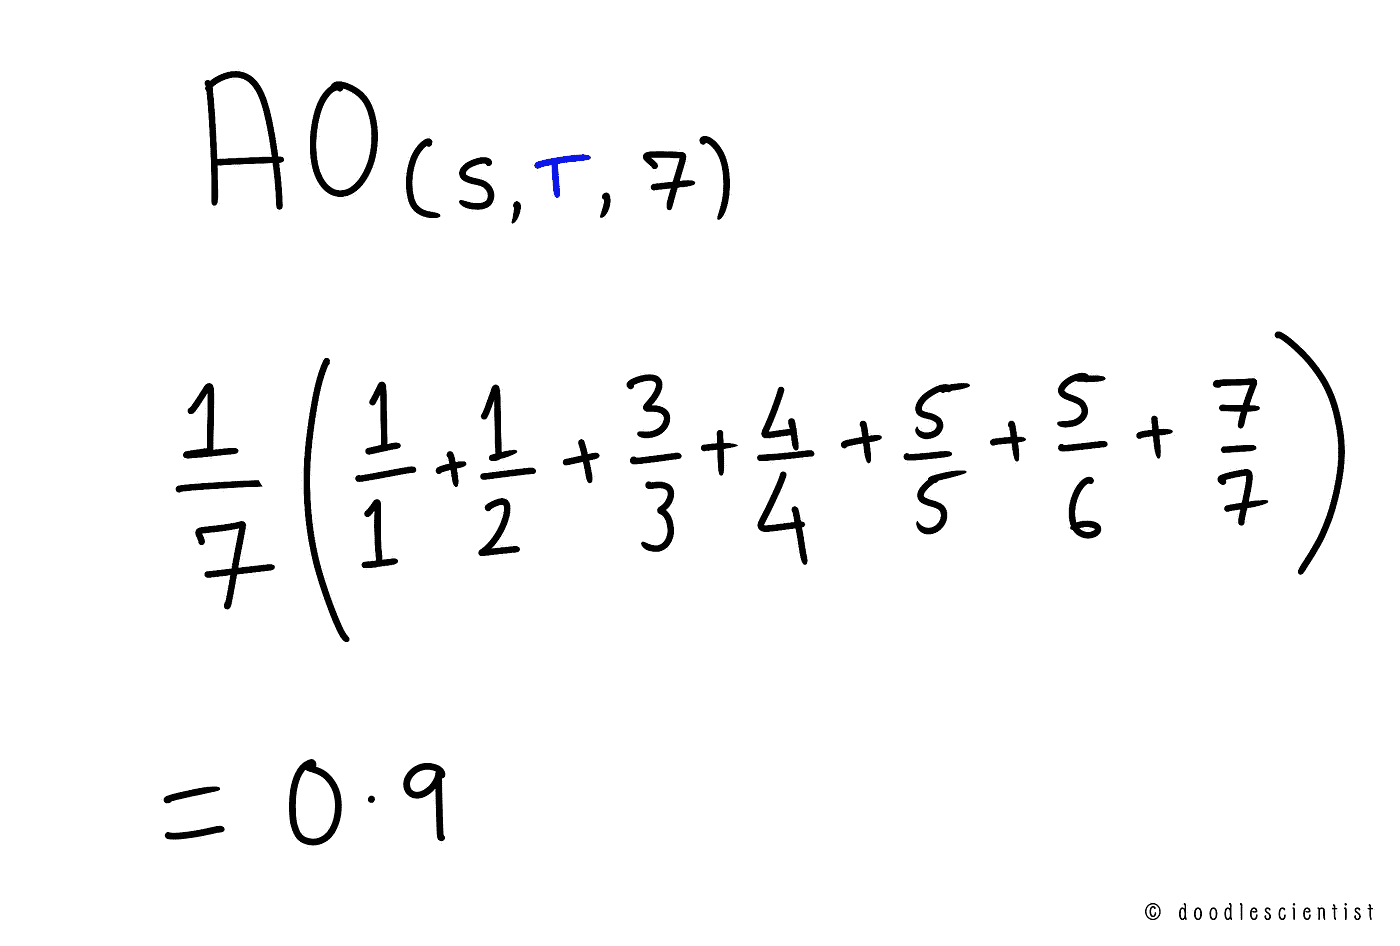 AO(S, T, 7)
1/7 (1/1 + 1/2 + 3/3 + 4/4 + 5/5 + 5/6 + 7/7)
= 0.9
© doodlescientist